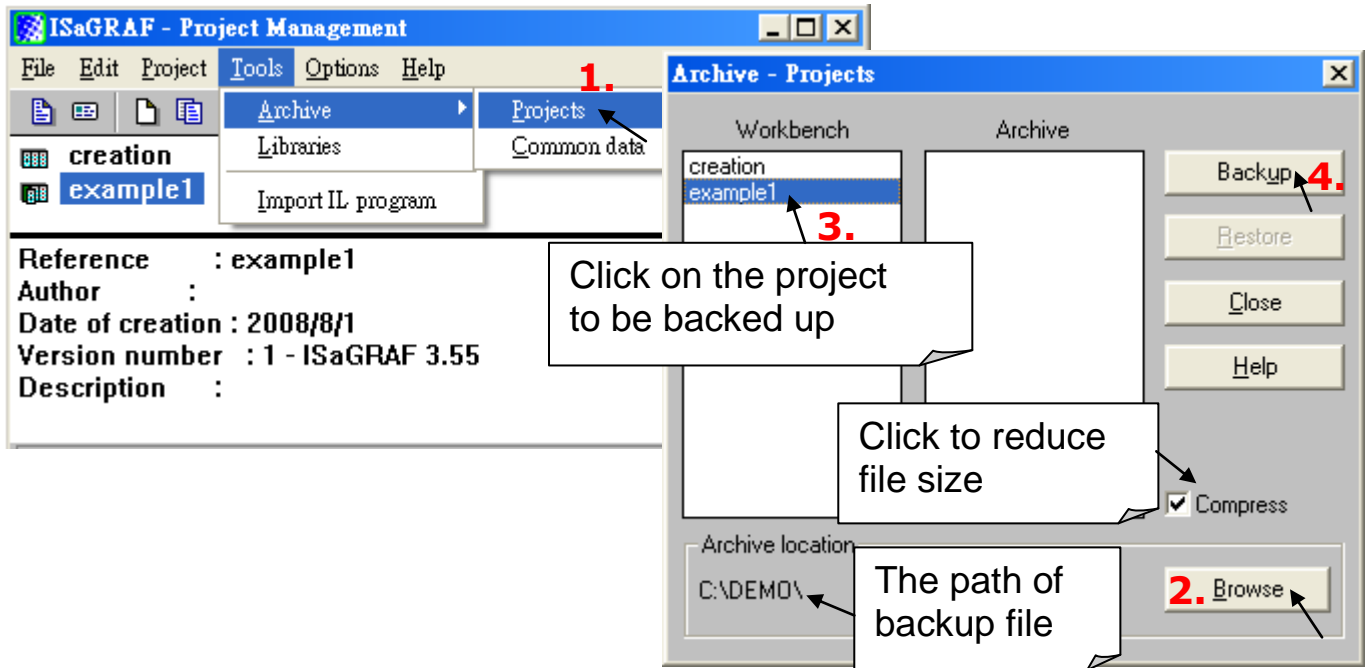 ISaGRAF - Project Management
File Edit Project Tools Options Help
1.
Archive
Projects
Libraries
Common data
Import IL program
creation
example1
Reference : example1
Author :
Date of creation : 2008/8/1
Version number : 1 - ISaGRAF 3.55
Description :
Archive - Projects
Workbench
Archive
creation
example1
3.
Click on the project
to be backed up
Backup
4.
Restore
Close
Help
Click to reduce
file size
Compress
Archive location
C:\DEMO\
The path of
backup file
2.
Browse